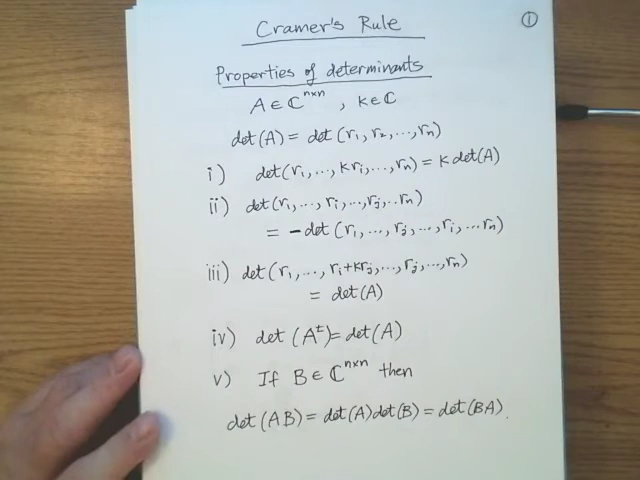 ①
Cramer's Rule
Properties of determinants
A ∈ ℂ^{n×n} , k ∈ ℂ
det(A) = det(r₁, r₂, ..., rₙ)
i) det(r₁, ..., krᵢ, ..., rₙ) = k det(A)
ii) det(r₁, ..., rᵢ, ..., rⱼ, .. rₙ)
= -det(r₁, ..., rⱼ, ..., rᵢ, ... rₙ)
iii) det(r₁, ..., rᵢ+krⱼ, ..., rⱼ, ..., rₙ)
= det(A)
iv) det(Aᵗ) = det(A)
v) If B ∈ ℂ^{n×n} then
det(AB) = det(A)det(B) = det(BA).